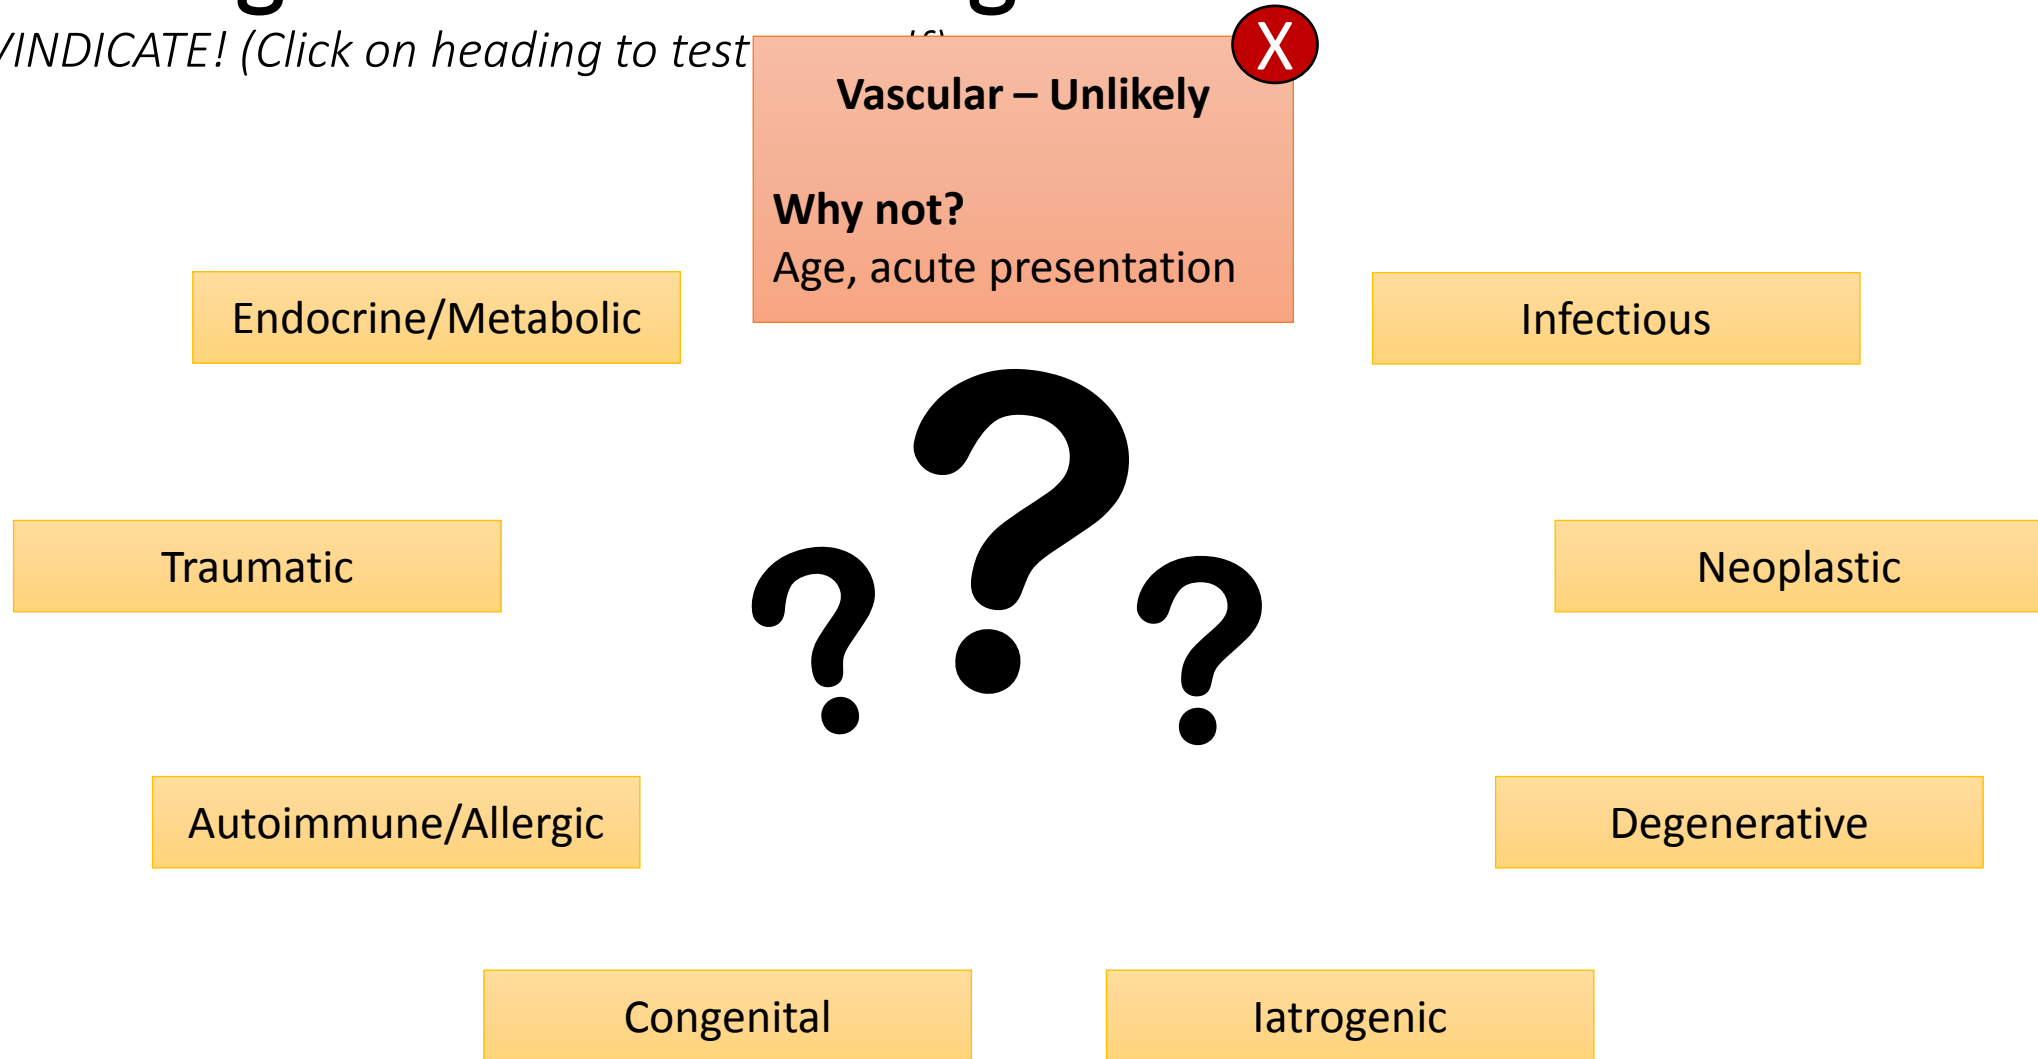 VINDICATE! (Click on heading to test
X
Vascular – Unlikely
Why not?
Age, acute presentation
Endocrine/Metabolic
Infectious
Traumatic
Neoplastic
Autoimmune/Allergic
Degenerative
Congenital
Iatrogenic